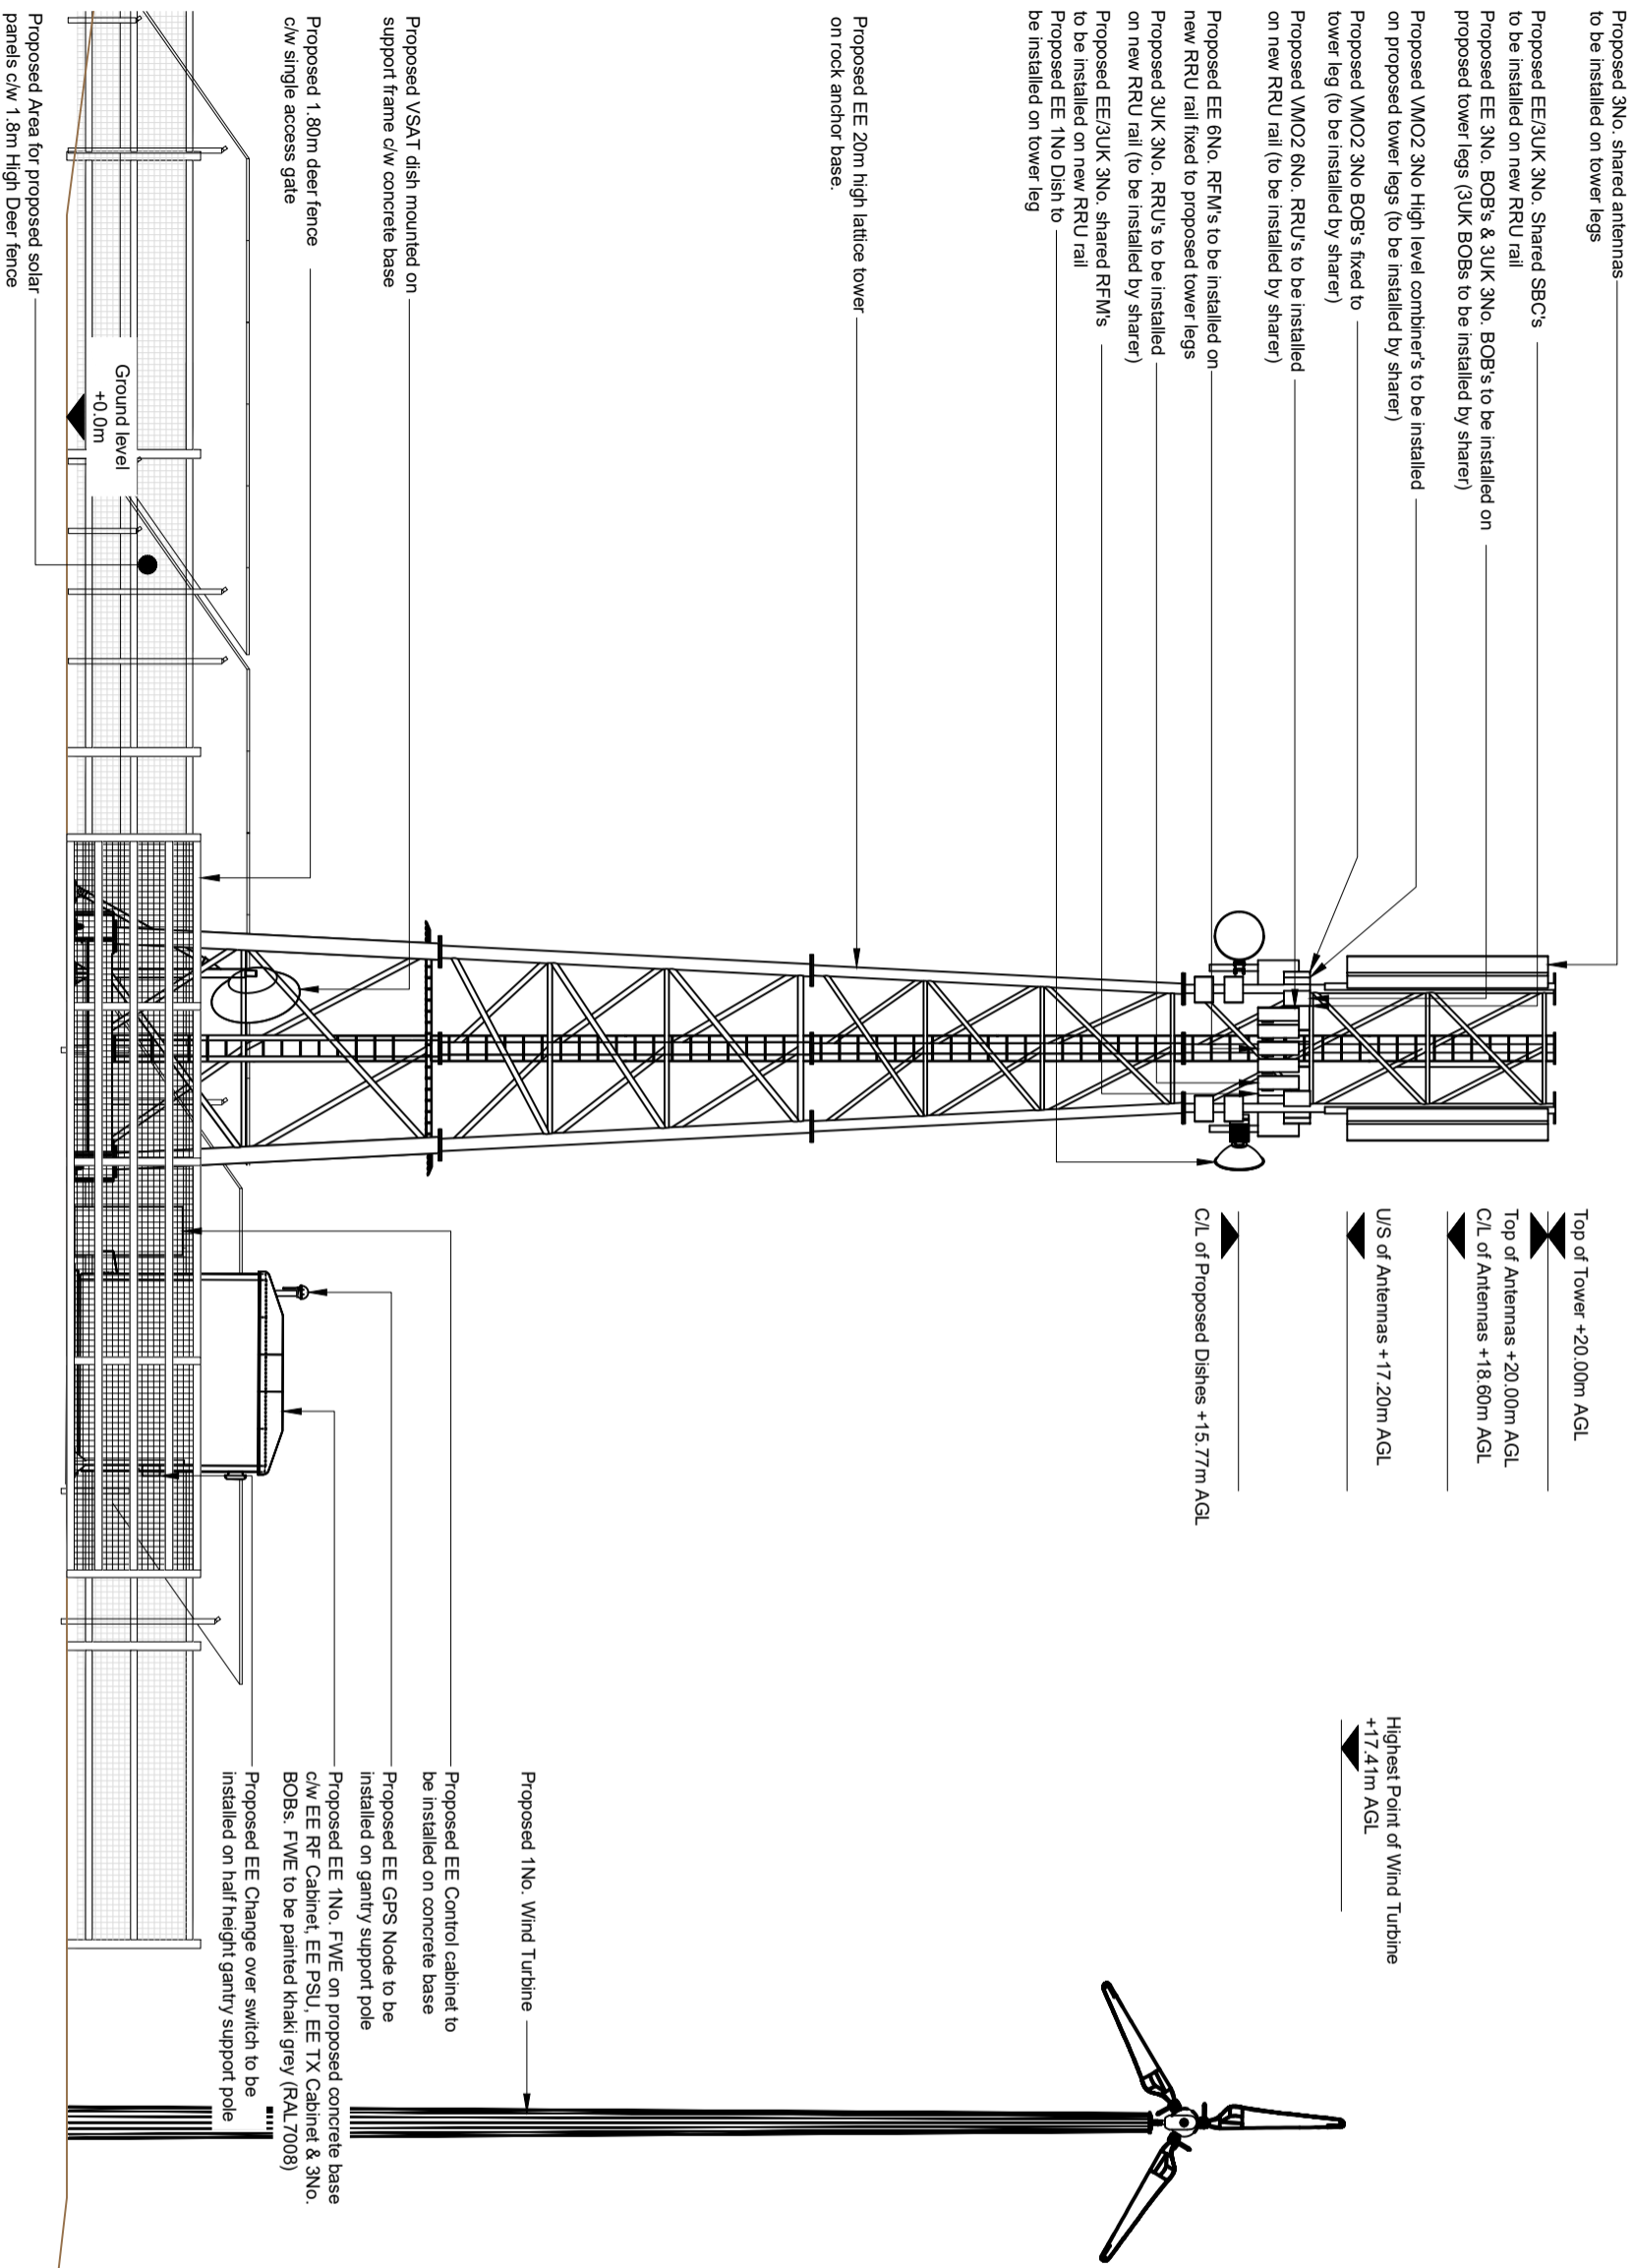 Proposed 3No. shared antennas
to be installed on tower legs
Proposed EE/3UK 3No. Shared SBC's
to be installed on new RRU rail
Proposed EE 3No. BOB's & 3UK 3No. BOB's to be installed on
proposed tower legs (3UK BOBs to be installed by sharer)
Proposed VMO2 3No High level combiner's to be installed
on proposed tower legs (to be installed by sharer)
Proposed VMO2 3No BOB's fixed to
tower leg (to be installed by sharer)
Proposed VMO2 6No. RRU's to be installed
on new RRU rail (to be installed by sharer)
Proposed EE 6No. RFM's to be installed on
new RRU rail fixed to proposed tower legs
Proposed 3UK 3No. RRU's to be installed
on new RRU rail (to be installed by sharer)
Proposed EE/3UK 3No. shared RFM's
to be installed on new RRU rail
Proposed EE 1No Dish to
be installed on tower leg
Proposed EE 20m high lattice tower
on rock anchor base.
Proposed VSAT dish mounted on
support frame c/w concrete base
Proposed 1.80m deer fence
c/w single access gate
Ground level
+0.0m
Proposed Area for proposed solar
panels c/w 1.8m High Deer fence
Top of Tower +20.00m AGL
Top of Antennas +20.00m AGL
C/L of Antennas +18.60m AGL
U/S of Antennas +17.20m AGL
C/L of Proposed Dishes +15.77m AGL
Highest Point of Wind Turbine
+17.41m AGL
Proposed 1No. Wind Turbine
Proposed EE Control cabinet to
be installed on concrete base
Proposed EE GPS Node to be
installed on gantry support pole
Proposed EE 1No. FWE on proposed concrete base
c/w EE RF Cabinet, EE PSU, EE TX Cabinet & 3No.
BOBs. FWE to be painted khaki grey (RAL7008)
Proposed EE Change over switch to be
installed on half height gantry support pole